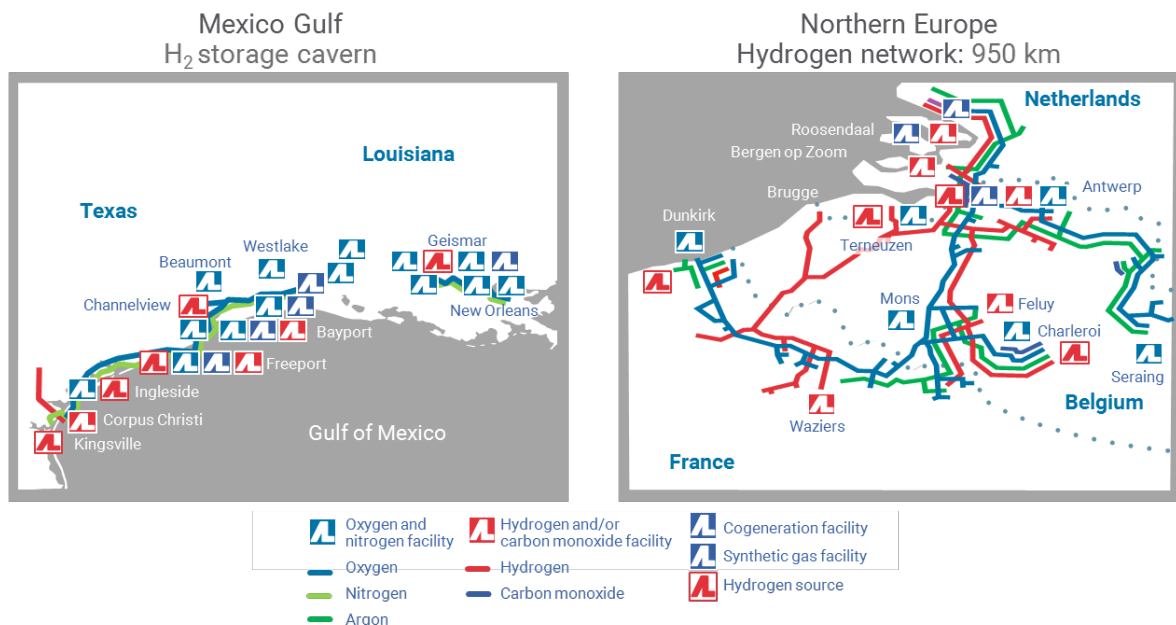 Mexico Gulf
H₂ storage cavern
Northern Europe
Hydrogen network: 950 km
Louisiana
Texas
Westlake
Beaumont
Geismar
Channelview
New Orleans
Bayport
Freeport
Ingleside
Corpus Christi
Kingsville
Gulf of Mexico
Netherlands
Roosendaal
Bergen op Zoom
Brugge
Antwerp
Dunkirk
Terneuzen
Mons
Feluy
Charleroi
Seraing
Belgium
Waziers
France
Oxygen and
nitrogen facility
Hydrogen and/or
carbon monoxide facility
Cogeneration facility
Synthetic gas facility
Hydrogen source
Oxygen
Nitrogen
Argon
Hydrogen
Carbon monoxide